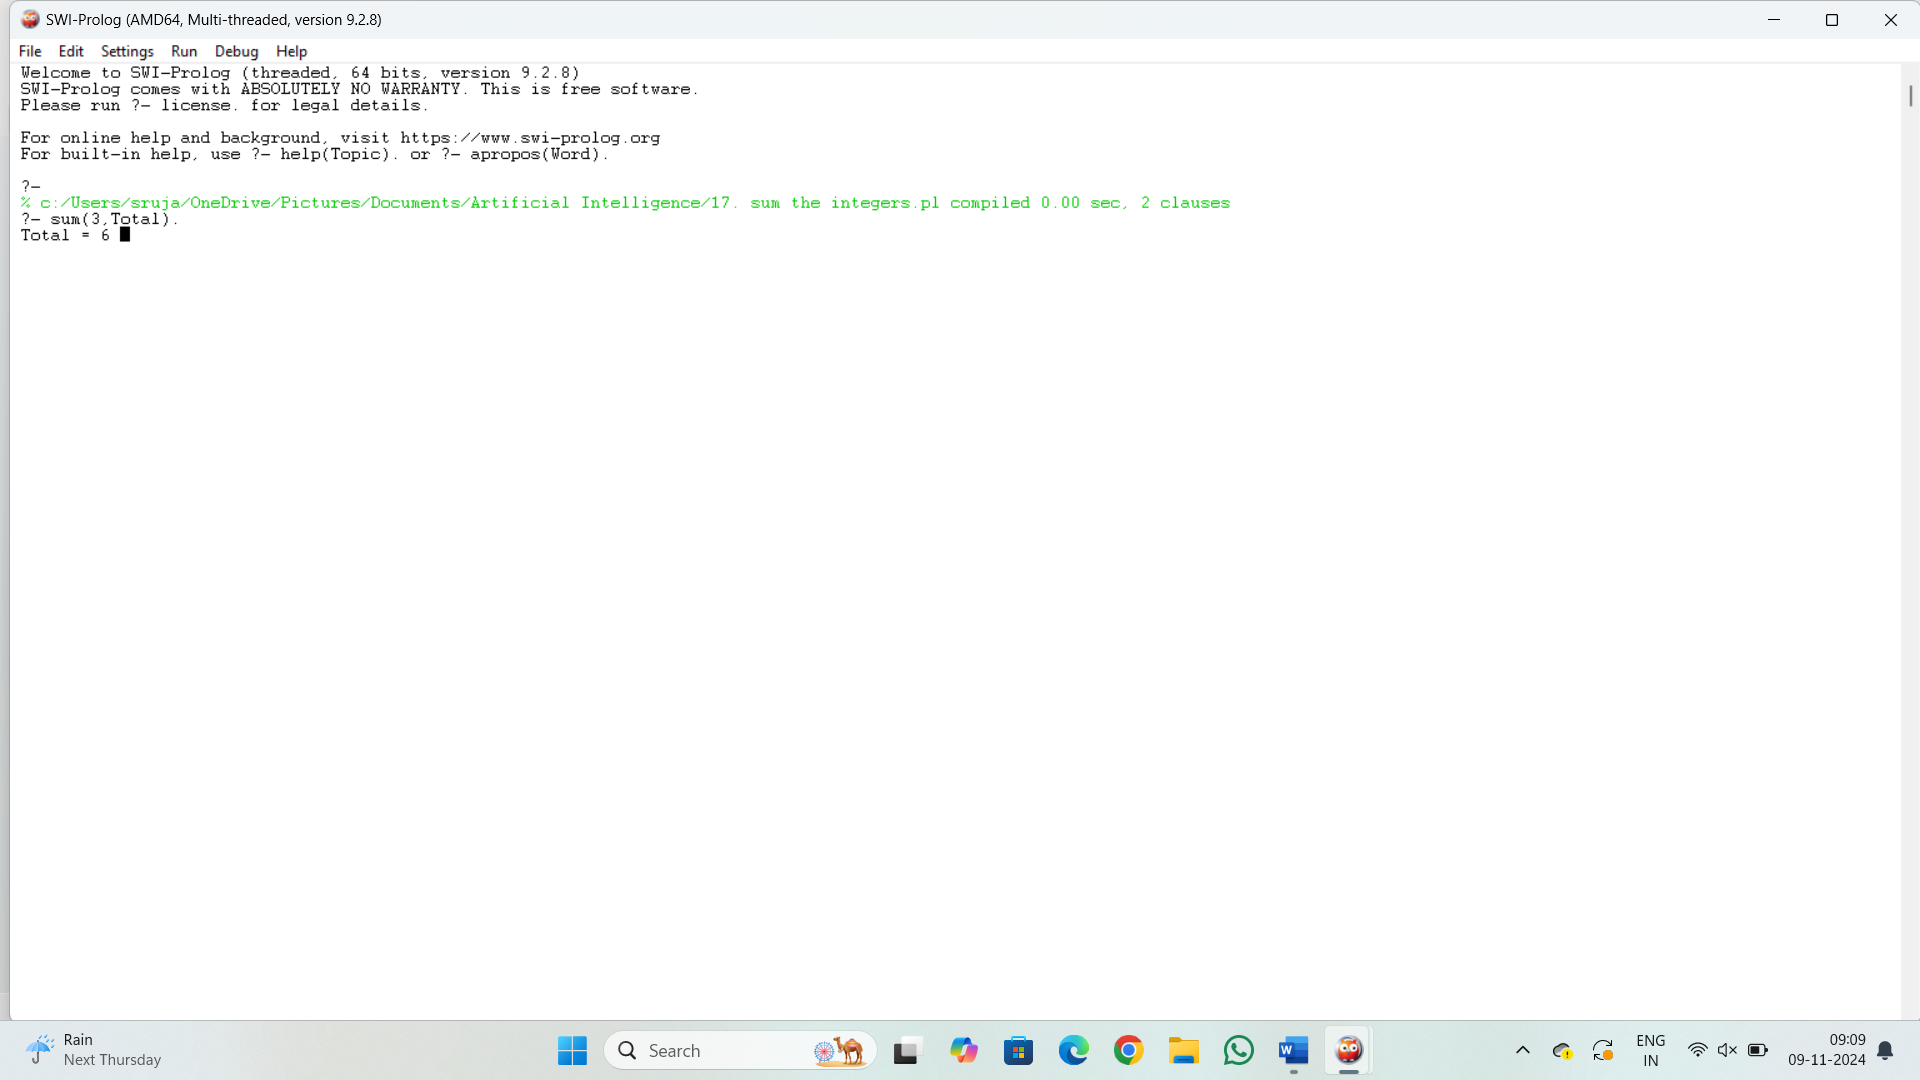 SWI-Prolog (AMD64, Multi-threaded, version 9.2.8)
File Edit Settings Run Debug Help
Welcome to SWI-Prolog (threaded, 64 bits, version 9.2.8)
SWI-Prolog comes with ABSOLUTELY NO WARRANTY. This is free software.
Please run ?- license. for legal details.
For online help and background, visit https://www.swi-prolog.org
For built-in help, use ?- help(Topic). or ?- apropos(Word).
?-
% c:/Users/sruja/OneDrive/Pictures/Documents/Artificial Intelligence/17. sum the integers.pl compiled 0.00 sec, 2 clauses
?- sum(3,Total).
Total = 6
Rain
Next Thursday
Search
W
ENG
IN
09:09
09-11-2024